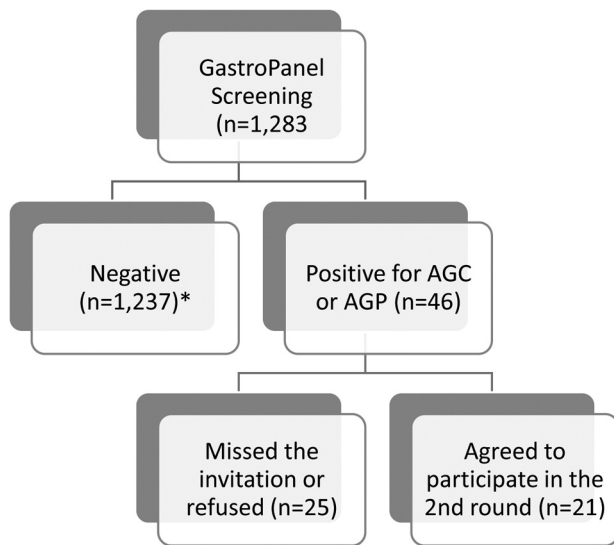 GastroPanel
Screening
(n=1,283
Negative
(n=1,237)*
Positive for AGC
or AGP (n=46)
Missed the
invitation or
refused (n=25)
Agreed to
participate in the
2nd round (n=21)